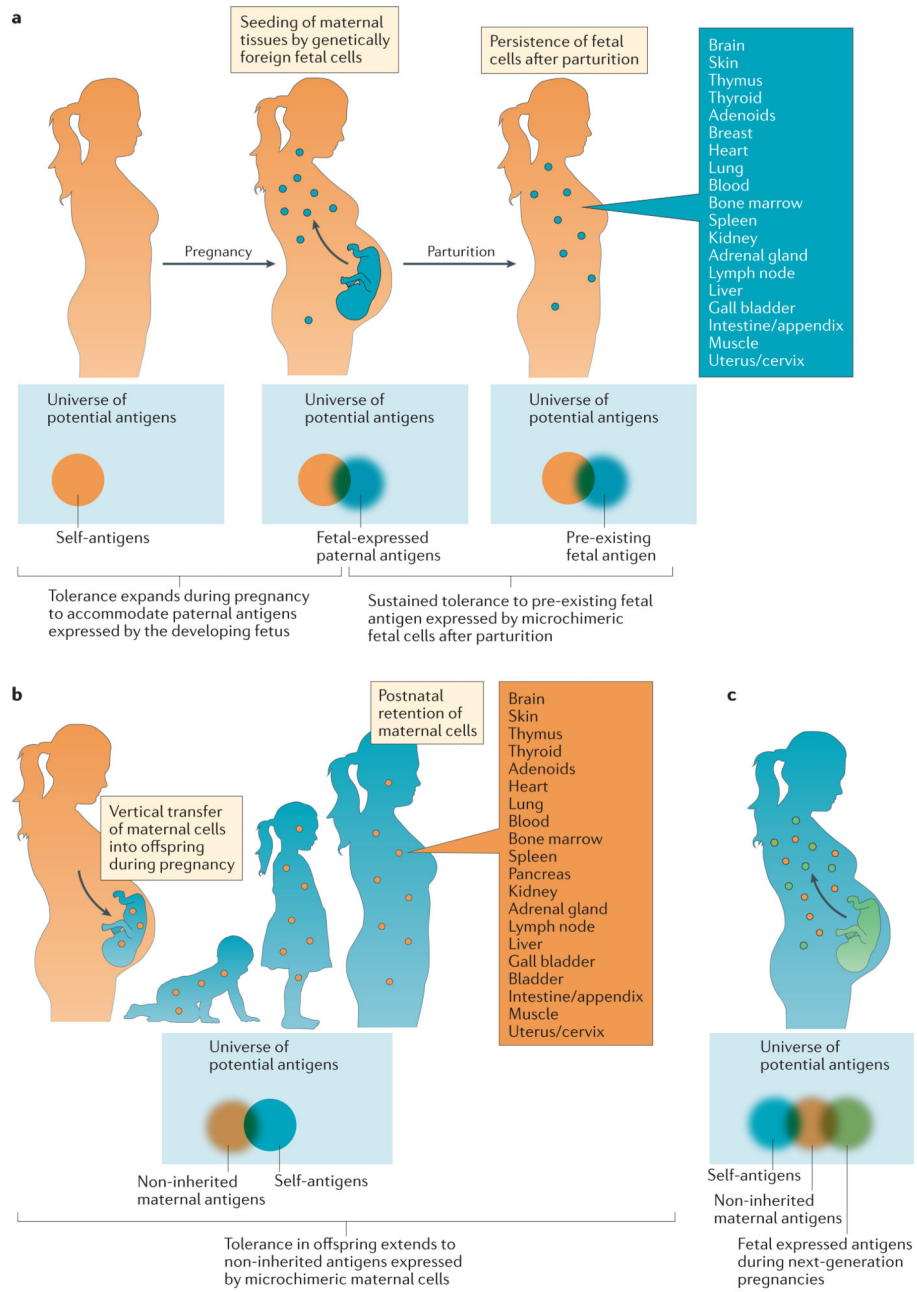 a
Seeding of maternal
tissues by genetically
foreign fetal cells
Persistence of fetal
cells after parturition
Brain
Skin
Thymus
Thyroid
Adenoids
Breast
Heart
Lung
Blood
Bone marrow
Spleen
Kidney
Adrenal gland
Lymph node
Liver
Gall bladder
Intestine/appendix
Muscle
Uterus/cervix
Pregnancy
Parturition
Universe of
potential antigens
Self-antigens
Universe of
potential antigens
Fetal-expressed
paternal antigens
Universe of
potential antigens
Pre-existing
fetal antigen
Tolerance expands during pregnancy
to accommodate paternal antigens
expressed by the developing fetus
Sustained tolerance to pre-existing fetal
antigen expressed by microchimeric
fetal cells after parturition
b
Vertical transfer
of maternal cells
into offspring
during pregnancy
Postnatal
retention of
maternal cells
Brain
Skin
Thymus
Thyroid
Adenoids
Heart
Lung
Blood
Bone marrow
Spleen
Pancreas
Kidney
Adrenal gland
Lymph node
Liver
Gall bladder
Bladder
Intestine/appendix
Muscle
Uterus/cervix
Universe of
potential antigens
Non-inherited
maternal antigens
Self-antigens
Tolerance in offspring extends to
non-inherited antigens expressed
by microchimeric maternal cells
c
Universe of
potential antigens
Self-antigens
Non-inherited
maternal antigens
Fetal expressed antigens
during next-generation
pregnancies